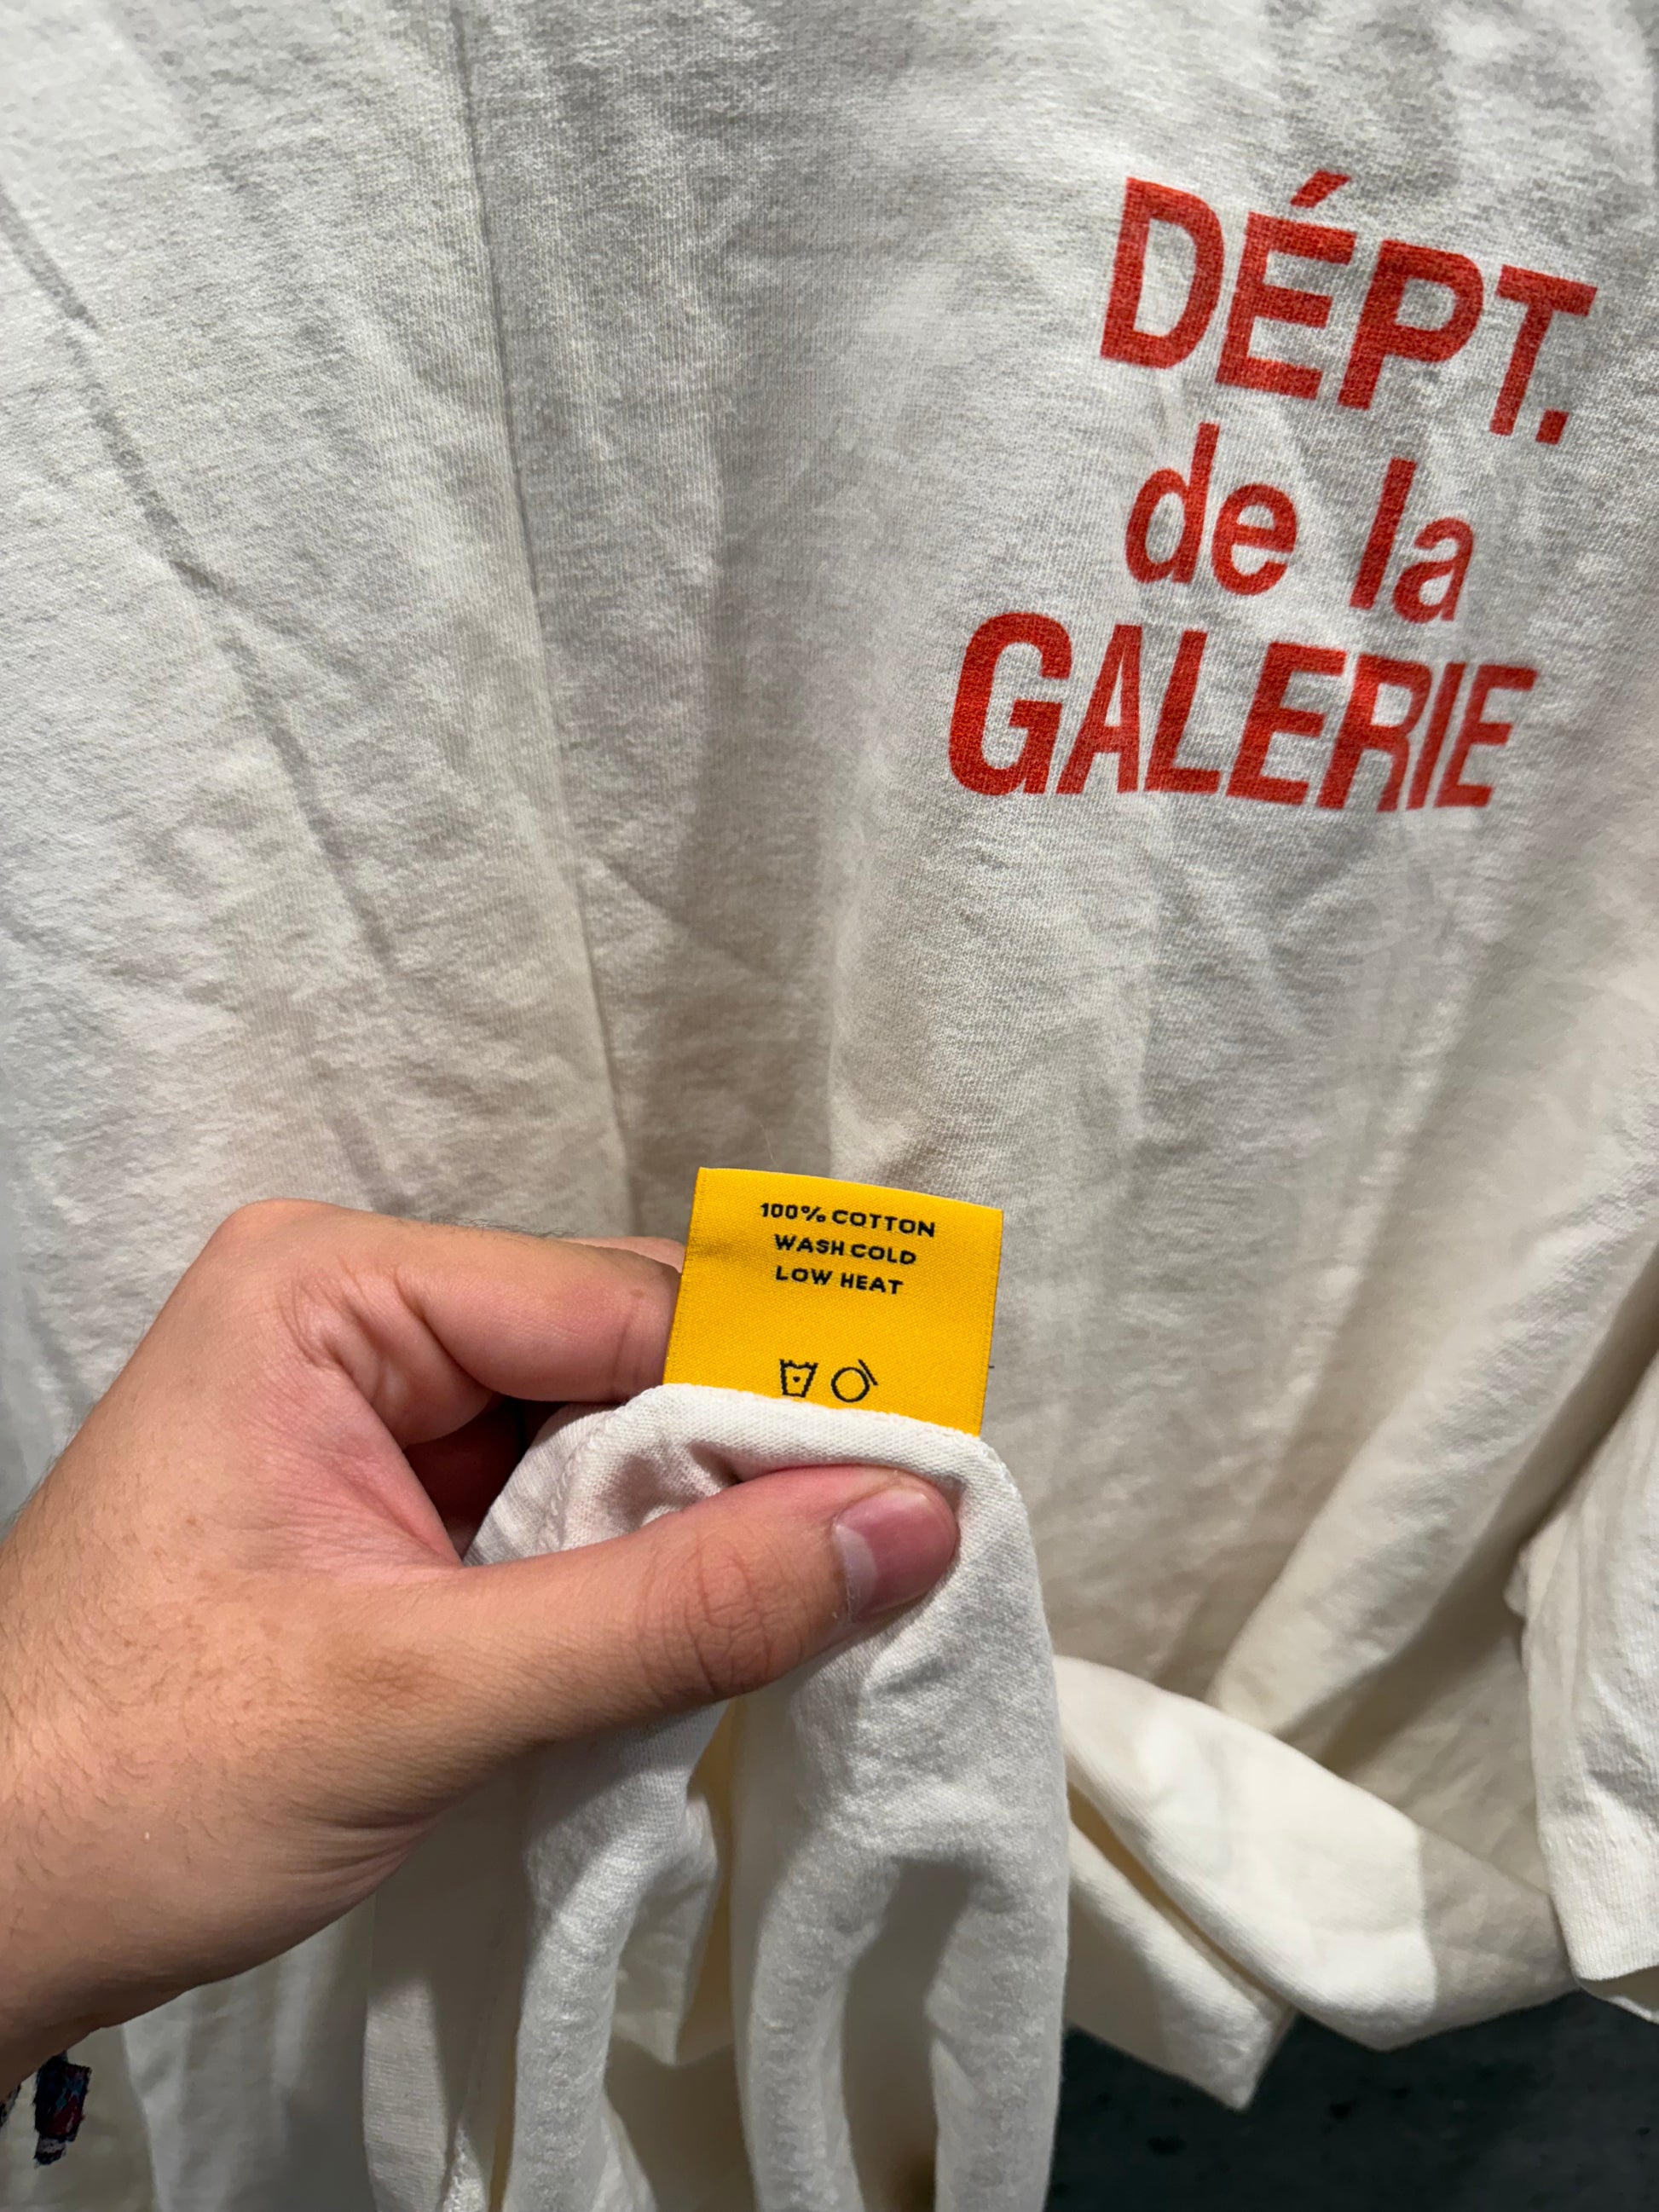 DÉPT.
de la
GALERIE
100% COTTON
WASH COLD
LOW HEAT